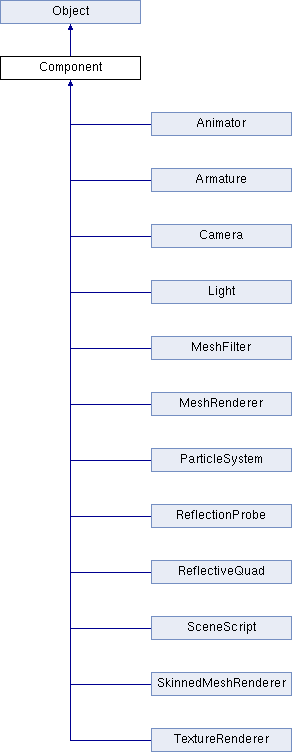 Object
Component
Animator
Armature
Camera
Light
MeshFilter
MeshRenderer
ParticleSystem
ReflectionProbe
ReflectiveQuad
SceneScript
SkinnedMeshRenderer
TextureRenderer